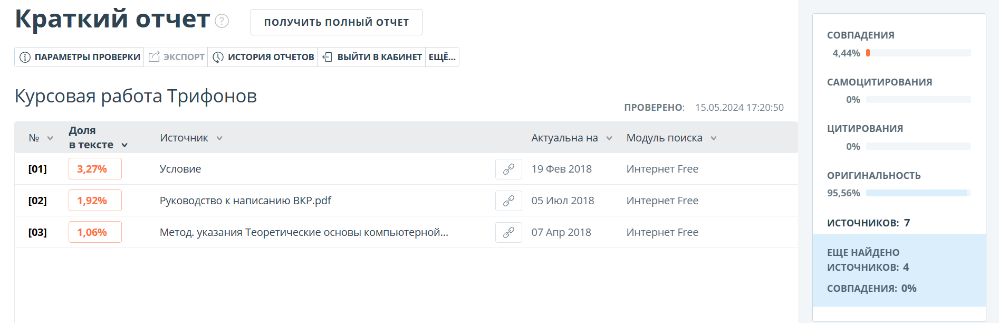 Краткий отчет ?
ПОЛУЧИТЬ ПОЛНЫЙ ОТЧЕТ
ПАРАМЕТРЫ ПРОВЕРКИ ЭКСПОРТ ИСТОРИЯ ОТЧЕТОВ ВЫЙТИ В КАБИНЕТ ЕЩЁ...
Курсовая работа Трифонов
ПРОВЕРЕНО: 15.05.2024 17:20:50
№ Доля в тексте Источник Актуальна на Модуль поиска
[01] 3,27% Условие 19 Фев 2018 Интернет Free
[02] 1,92% Руководство к написанию ВКР.pdf 05 Июл 2018 Интернет Free
[03] 1,06% Метод. указания Теоретические основы компьютерной... 07 Апр 2018 Интернет Free
СОВПАДЕНИЯ
4,44%
САМОЦИТИРОВАНИЯ
0%
ЦИТИРОВАНИЯ
0%
ОРИГИНАЛЬНОСТЬ
95,56%
ИСТОЧНИКОВ: 7
ЕЩЕ НАЙДЕНО
ИСТОЧНИКОВ: 4
СОВПАДЕНИЯ: 0%